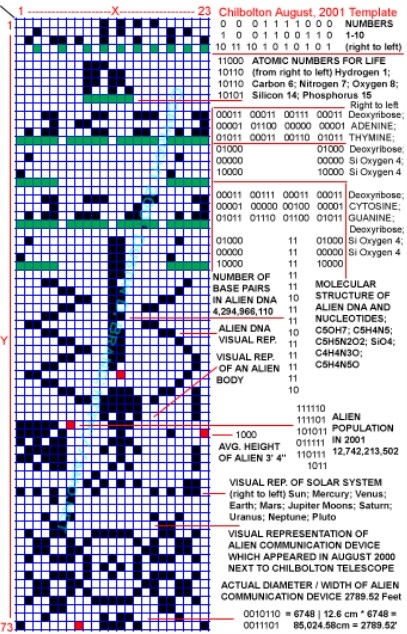 1 X 23 Chilbolton August, 2001 Template
1
0 0 0 1 1 1 1 0 0 0 NUMBERS
1 0 0 1 1 0 0 1 1 0 1-10
10 11 10 1 0 1 0 1 0 1 (right to left)
11000 ATOMIC NUMBERS FOR LIFE
10110 (from right to left) Hydrogen 1;
10110 Carbon 6; Nitrogen 7; Oxygen 8;
10101 Silicon 14; Phosphorus 15
Right to left
00011 00011 00111 00011 Deoxyribose;
00001 01100 00000 00001 ADENINE;
01011 00011 00110 01011 THYMINE;
01000 01000 Deoxyribose;
00000 00000 Si Oxygen 4
10000 10000 Si Oxygen 4
00011 00111 00011 00011 Deoxyribose;
00001 00000 00100 00001 CYTOSINE;
01011 01110 01100 01011 GUANINE;
Deoxyribose;
01000 11 01000 Si Oxygen 4;
00000 11 00000 Si Oxygen 4
10000 11 10000
NUMBER OF
BASE PAIRS
IN ALIEN DNA
4,294,966,110
11
11
10
11
11
11
11
11
11
10
MOLECULAR
STRUCTURE OF
ALIEN DNA AND
NUCLEOTIDES;
C5OH7; C5H4N5;
C5H5N2O2; SiO4;
C4H4N3O;
C5H4N5O
ALIEN DNA
VISUAL REP.
VISUAL REP.
OF AN ALIEN
BODY
Y
111110
111101 ALIEN
101011 POPULATION
011111 IN 2001
110111 12,742,213,502
1011
1000
AVG. HEIGHT
OF ALIEN 3' 4"
VISUAL REP. OF SOLAR SYSTEM
(right to left) Sun; Mercury; Venus;
Earth; Mars; Jupiter Moons; Saturn;
Uranus; Neptune; Pluto
VISUAL REPRESENTATION OF
ALIEN COMMUNICATION DEVICE
WHICH APPEARED IN AUGUST 2000
NEXT TO CHILBOLTON TELESCOPE
ACTUAL DIAMETER / WIDTH OF ALIEN
COMMUNICATION DEVICE 2789.52 Feet
0010110 = 6748 | 12.6 cm * 6748 =
0011101 85,024.58cm = 2789.52'
73